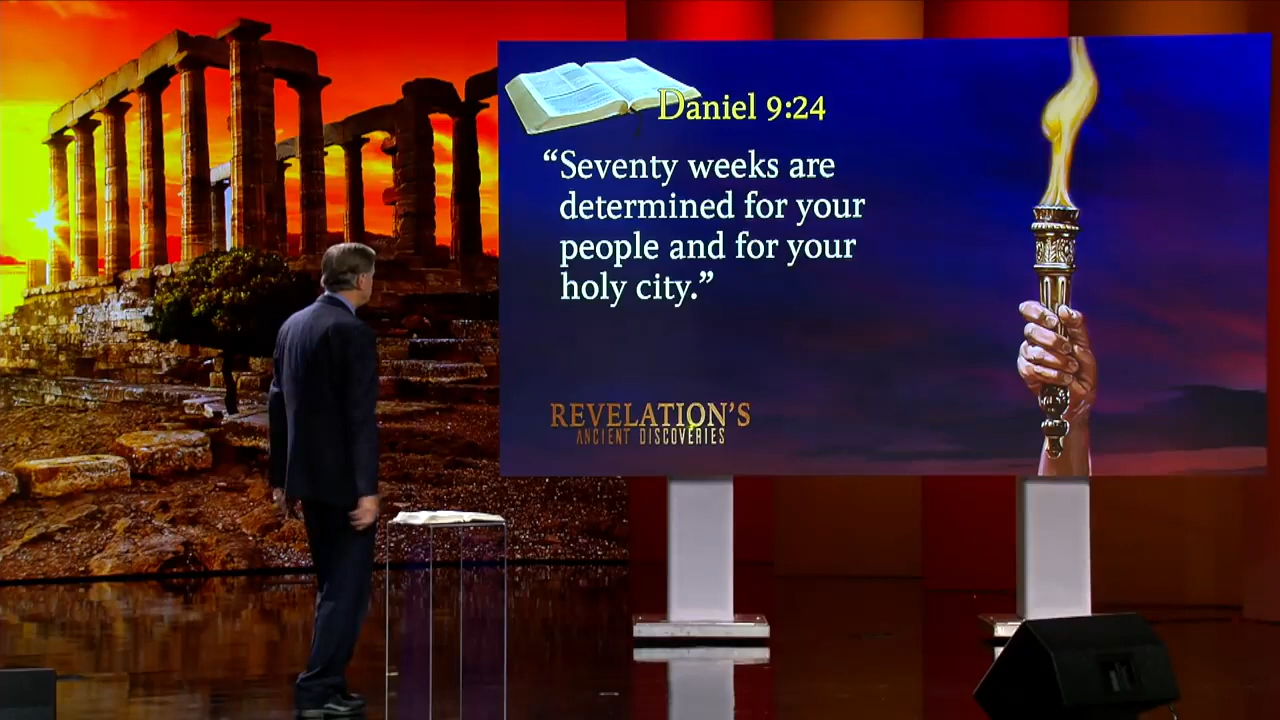 Daniel 9:24
“Seventy weeks are
determined for your
people and for your
holy city.”
REVELATION'S
ANCIENT DISCOVERIES